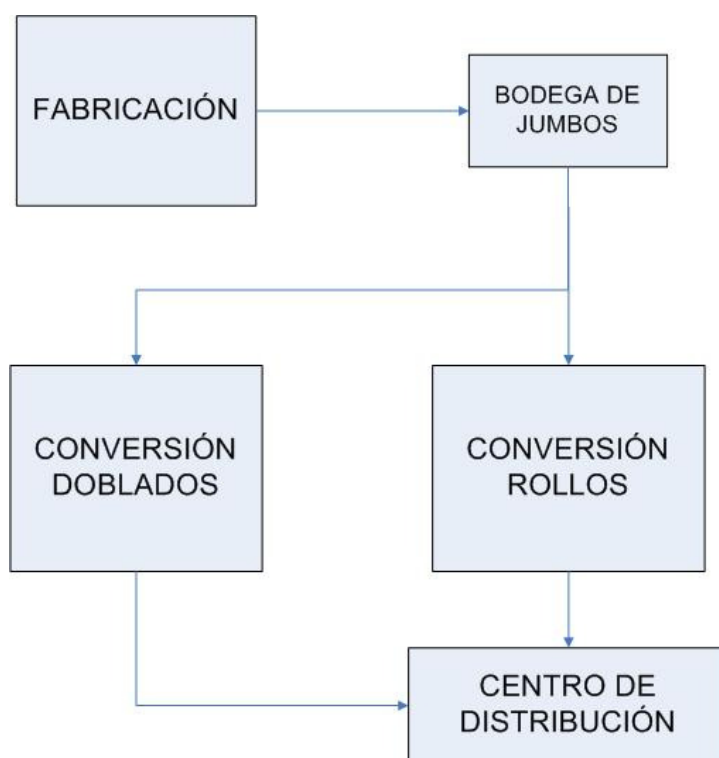 FABRICACIÓN
BODEGA DE
JUMBOS
CONVERSIÓN
DOBLADOS
CONVERSIÓN
ROLLOS
CENTRO DE
DISTRIBUCIÓN